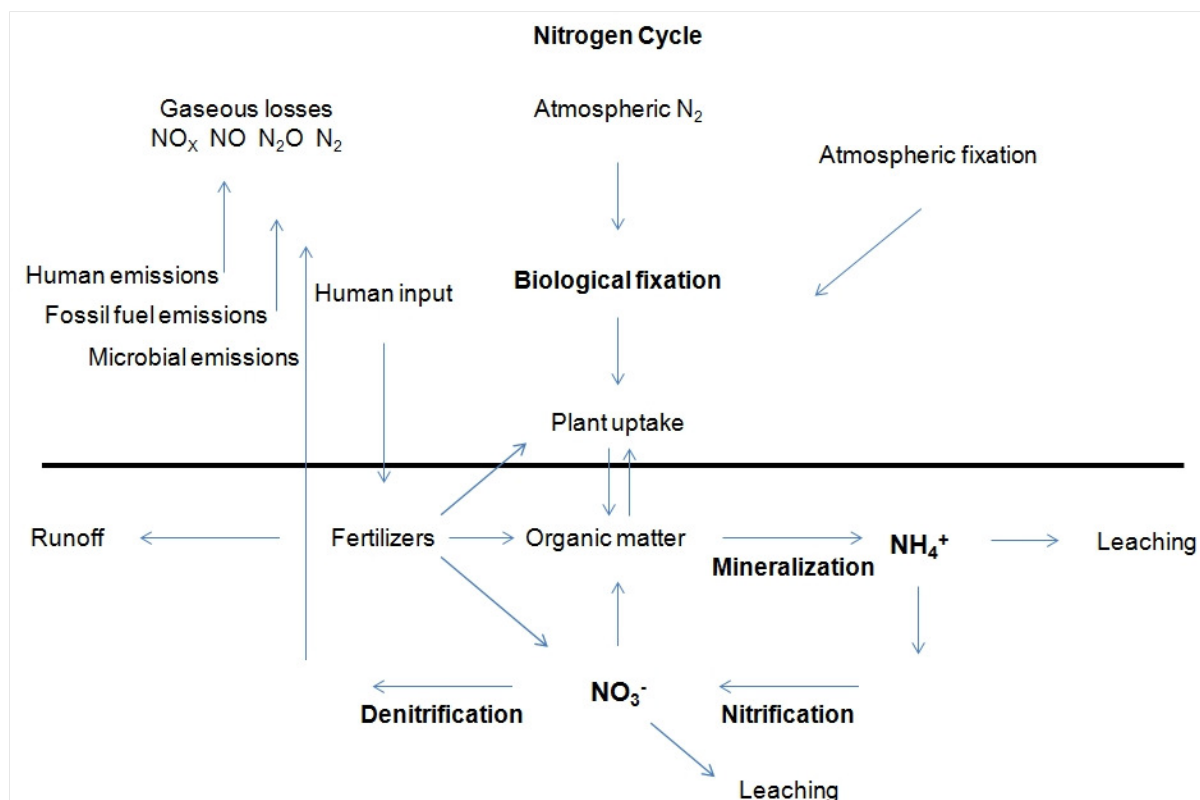 Nitrogen Cycle
Gaseous losses
NOₓ NO N₂O N₂
Atmospheric N₂
Atmospheric fixation
Human emissions
Fossil fuel emissions
Microbial emissions
Human input
Biological fixation
Plant uptake
Runoff
Fertilizers
Organic matter
Mineralization
NH₄⁺
Leaching
Denitrification
NO₃⁻
Nitrification
Leaching